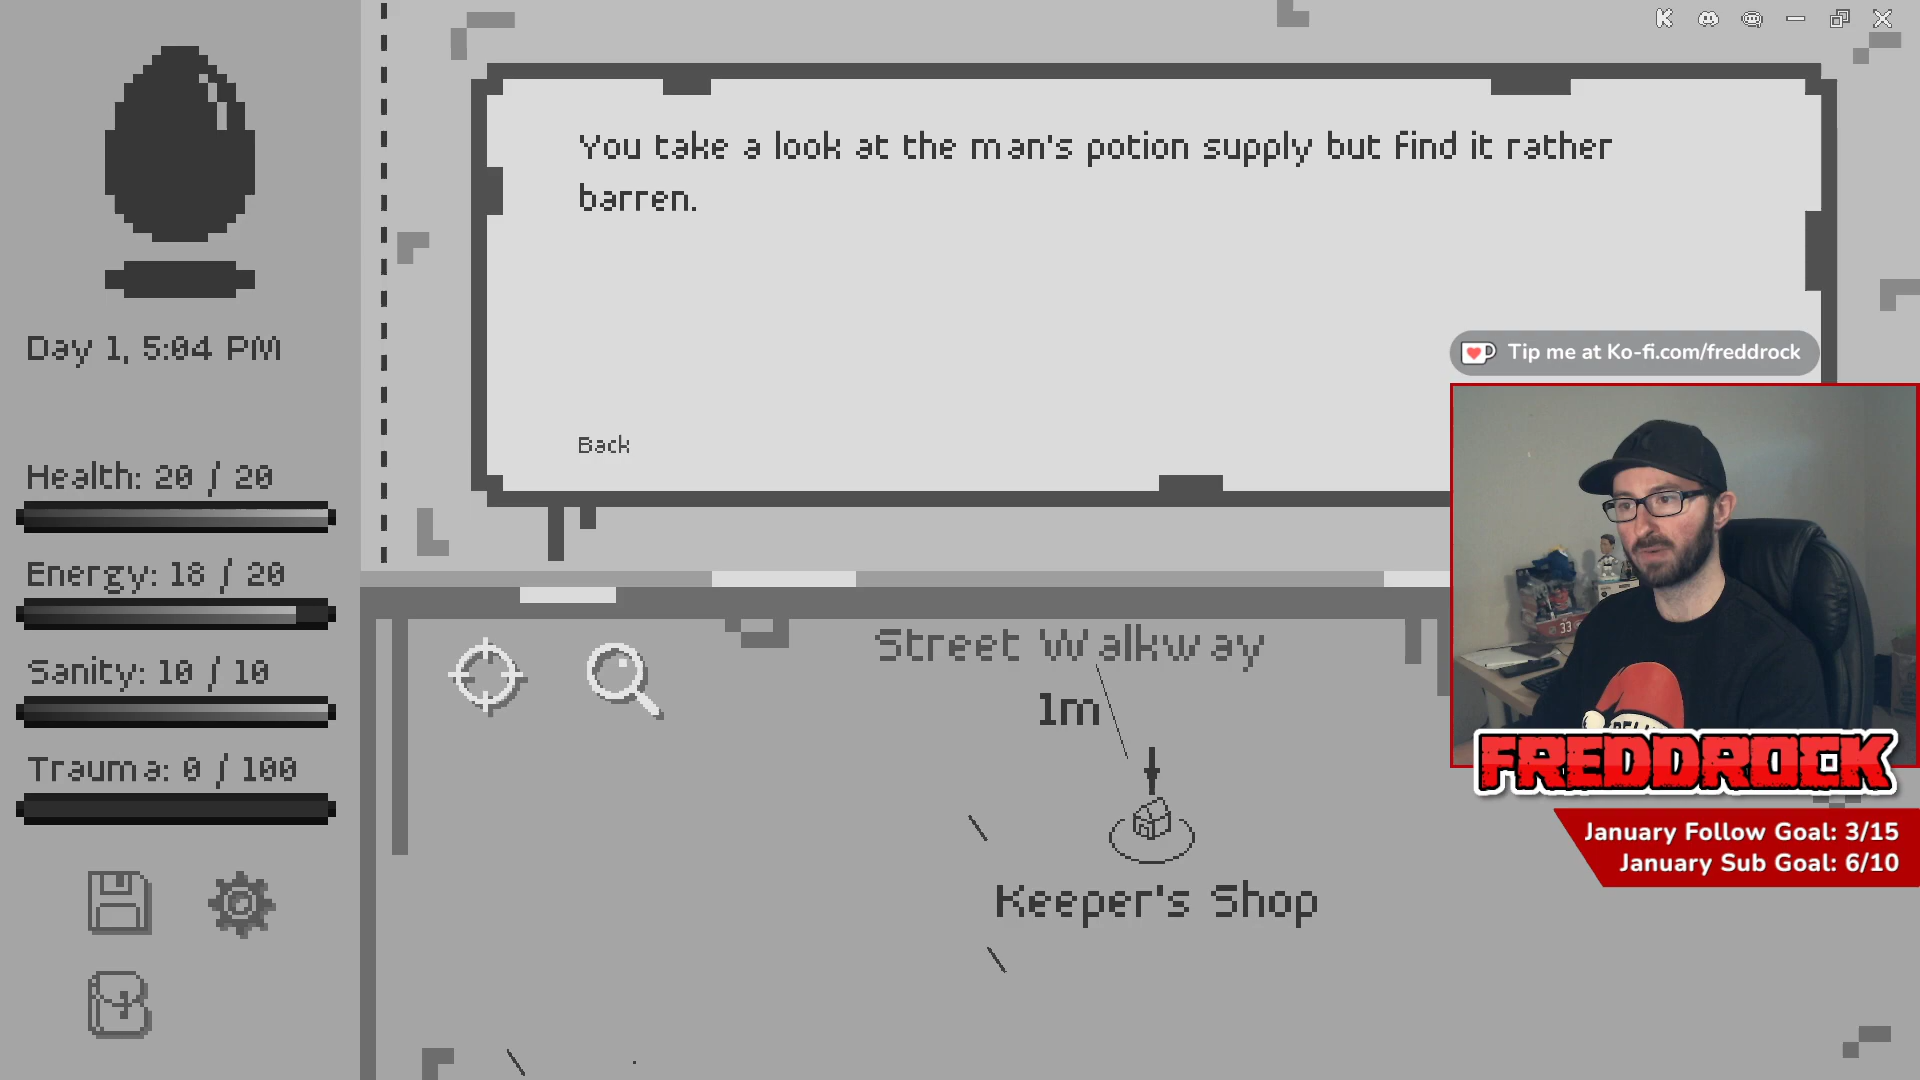 You take a look at the man's potion supply but find it rather
barren.
Back
Day 1, 5:04 PM
Health: 20 / 20
Energy: 18 / 20
Sanity: 10 / 10
Trauma: 0 / 100
Street Walkway
1m
Keeper's Shop
Tip me at Ko-fi.com/freddrock
33
FREDDROCK
January Follow Goal: 3/15
January Sub Goal: 6/10